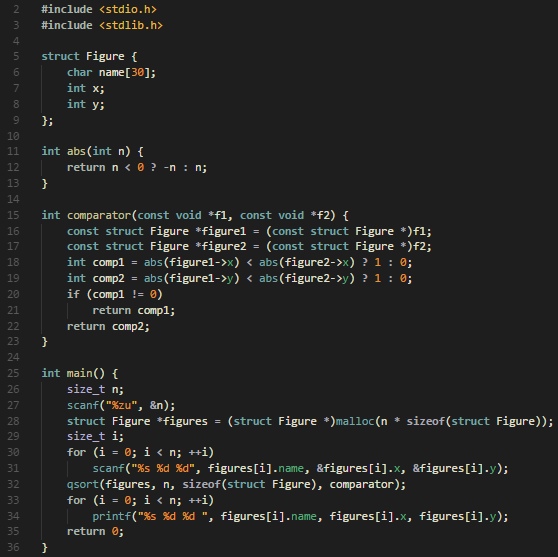 2 #include <stdio.h>
3 #include <stdlib.h>
4
5 struct Figure {
6     char name[30];
7     int x;
8     int y;
9 };
10
11 int abs(int n) {
12     return n < 0 ? -n : n;
13 }
14
15 int comparator(const void *f1, const void *f2) {
16     const struct Figure *figure1 = (const struct Figure *)f1;
17     const struct Figure *figure2 = (const struct Figure *)f2;
18     int comp1 = abs(figure1->x) < abs(figure2->x) ? 1 : 0;
19     int comp2 = abs(figure1->y) < abs(figure2->y) ? 1 : 0;
20     if (comp1 != 0)
21         return comp1;
22     return comp2;
23 }
24
25 int main() {
26     size_t n;
27     scanf("%zu", &n);
28     struct Figure *figures = (struct Figure *)malloc(n * sizeof(struct Figure));
29     size_t i;
30     for (i = 0; i < n; ++i)
31         scanf("%s %d %d", figures[i].name, &figures[i].x, &figures[i].y);
32     qsort(figures, n, sizeof(struct Figure), comparator);
33     for (i = 0; i < n; ++i)
34         printf("%s %d %d ", figures[i].name, figures[i].x, figures[i].y);
35     return 0;
36 }